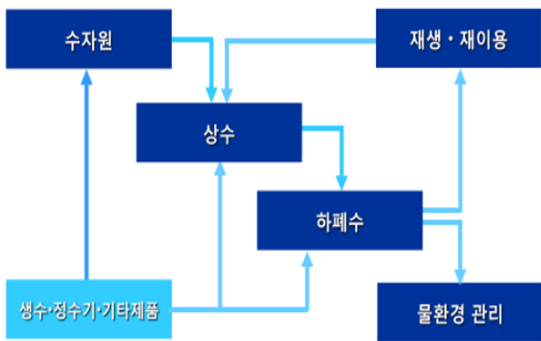 수자원
재생·재이용
상수
하폐수
생수·정수기·기타제품
물환경 관리